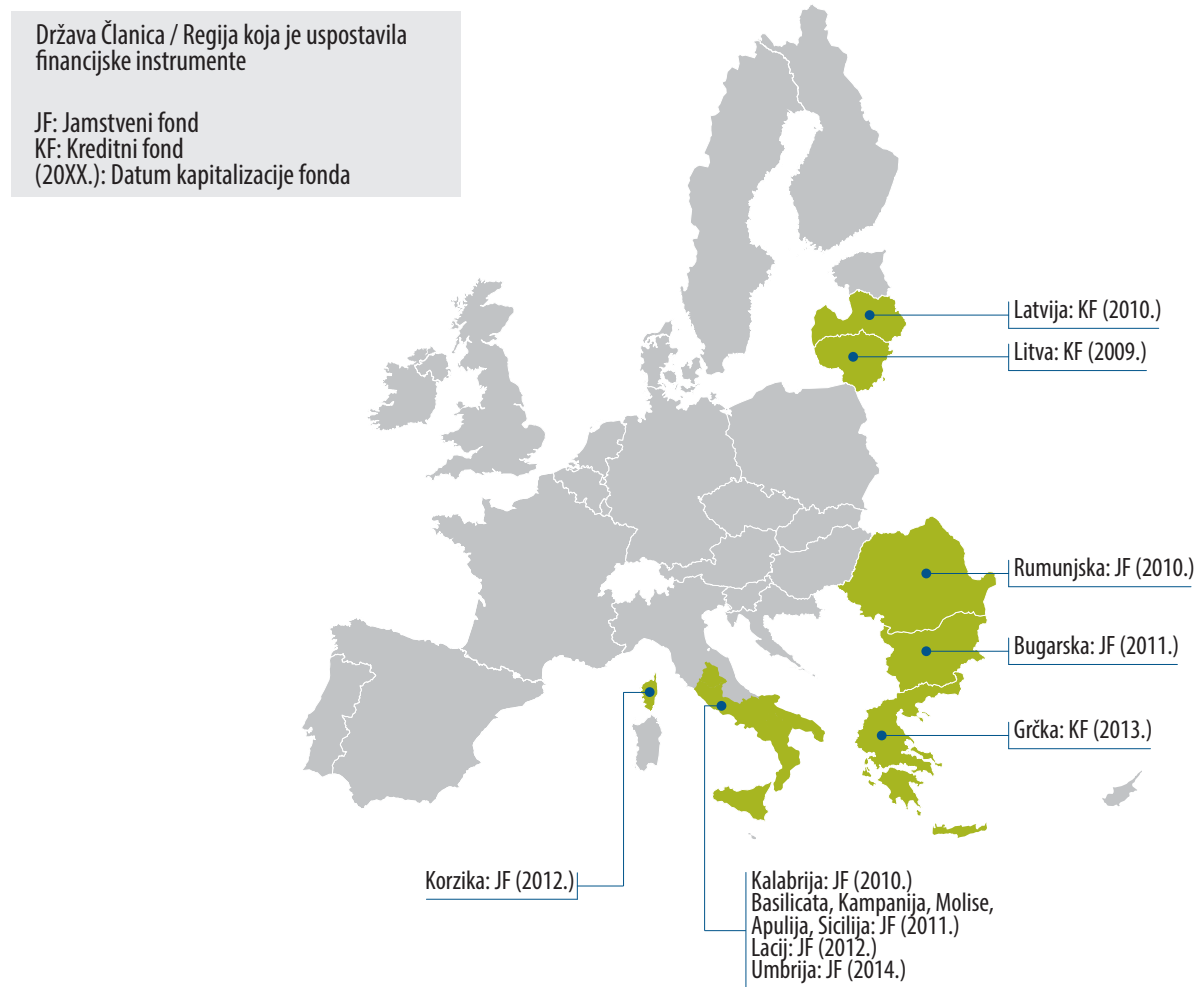 Država Članica / Regija koja je uspostavila
financijske instrumente
JF: Jamstveni fond
KF: Kreditni fond
(20XX.): Datum kapitalizacije fonda
Latvija: KF (2010.)
Litva: KF (2009.)
Rumunjska: JF (2010.)
Bugarska: JF (2011.)
Grčka: KF (2013.)
Korzika: JF (2012.)
Kalabrija: JF (2010.)
Basilicata, Kampanija, Molise,
Apulija, Sicilija: JF (2011.)
Lacij: JF (2012.)
Umbrija: JF (2014.)